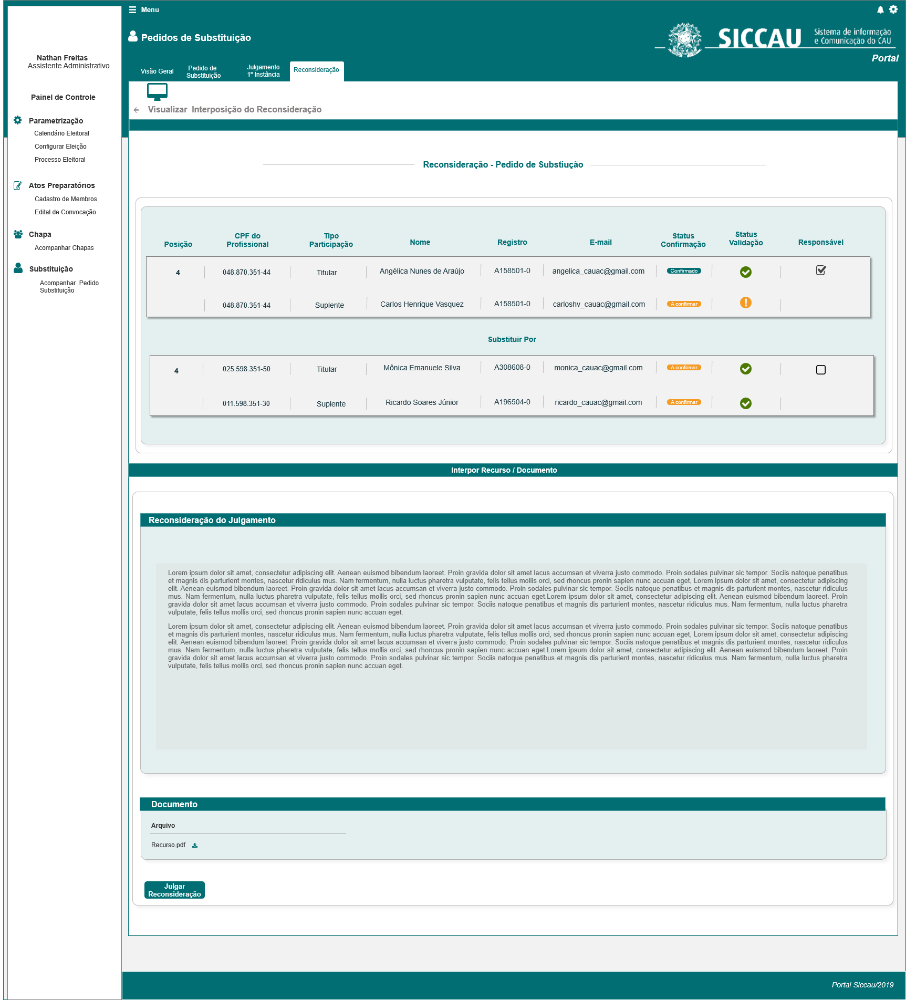 Menu
Pedidos de Substituição
SICCAU
Sistema de informacão
e Comunicação do CAU
Portal
Nathan Freitas
Assistente Administrativo
Painel de Controle
Parametrização
Calendário Eleitoral
Configurar Eleição
Processo Eleitoral
Atos Preparatórios
Cadastro de Membros
Edital de Convocação
Chapa
Acompanhar Chapas
Substituição
Acompanhar Pedido
Substituição
Visão Geral
Pedido de
Substituição
Julgamento
1ª Instância
Reconsideração
Visualizar Interposição do Reconsideração
Reconsideração - Pedido de Substiução
Posição CPF do Profissional Tipo Participação Nome Registro E-mail Status Confirmação Status Validação Responsável
4 048.870.351-44 Titular Angélica Nunes de Araújo A158501-0 angelica_cauac@gmail.com Confirmado
048.870.351 44 Suplente Carlos Henrique Vasquez A158501-0 carloshv_cauac@gmail.com A confirmar
Substituir Por
4 025.598.351-50 Titular Mônica Emanuele Silva A308608-0 monica_cauac@gmail.com A confirmar
011.598.351-30 Suplente Ricardo Soares Júnior A196504-0 ricardo_cauac@gmail.com A confirmar
Interpor Recurso / Documento
Reconsideração do Julgamento
Lorem ipsum dolor sit amet, consectetur adipiscing elit. Aenean euismod bibendum laoreet. Proin gravida dolor sit amet lacus accumsan et viverra justo commodo. Proin sodales pulvinar sic tempor. Sociis natoque penatibus
et magnis dis parturient montes, nascetur ridiculus mus. Nam fermentum, nulla luctus pharetra vulputate, felis tellus mollis orci, sed rhoncus pronin sapien nunc accuan eget. Lorem ipsum dolor sit amet, consectetur adipiscing
elit. Aenean euismod bibendum laoreet. Proin gravida dolor sit amet lacus accumsan et viverra justo commodo. Proin sodales pulvinar sic tempor. Sociis natoque penatibus et magnis dis parturient montes, nascetur ridiculus
mus. Nam fermentum, nulla luctus pharetra vulputate, felis tellus mollis orci, sed rhoncus pronin sapien nunc accuan eget.Lorem ipsum dolor sit amet, consectetur adipiscing elit. Aenean euismod bibendum laoreet. Proin
gravida dolor sit amet lacus accumsan et viverra justo commodo. Proin sodales pulvinar sic tempor. Sociis natoque penatibus et magnis dis parturient montes, nascetur ridiculus mus. Nam fermentum, nulla luctus pharetra
vulputate, felis tellus mollis orci, sed rhoncus pronin sapien nunc accuan eget.
Lorem ipsum dolor sit amet, consectetur adipiscing elit. Aenean euismod bibendum laoreet. Proin gravida dolor sit amet lacus accumsan et viverra justo commodo. Proin sodales pulvinar sic tempor. Sociis natoque penatibus
et magnis dis parturient montes, nascetur ridiculus mus. Nam fermentum, nulla luctus pharetra vulputate, felis tellus mollis orci, sed rhoncus pronin sapien nunc accuan eget. Lorem ipsum dolor sit amet, consectetur adipiscing
elit. Aenean euismod bibendum laoreet. Proin gravida dolor sit amet lacus accumsan et viverra justo commodo. Proin sodales pulvinar sic tempor. Sociis natoque penatibus et magnis dis parturient montes, nascetur ridiculus
mus. Nam fermentum, nulla luctus pharetra vulputate, felis tellus mollis orci, sed rhoncus pronin sapien nunc accuan eget Lorem ipsum dolor sit amet, consectetur adipiscing elit. Aenean euismod bibendum laoreet. Proin
gravida dolor sit amet lacus accumsan et viverra justo commodo. Proin sodales pulvinar sic tempor. Sociis natoque penatibus et magnis dis parturient montes, nascetur ridiculus mus. Nam fermentum, nulla luctus pharetra
vulputate, felis tellus mollis orci, sed rhoncus pronin sapien nunc accuan eget.
Documento
Arquivo
Recurso pdf
Julgar
Reconsideração
Portal Siccau/2019